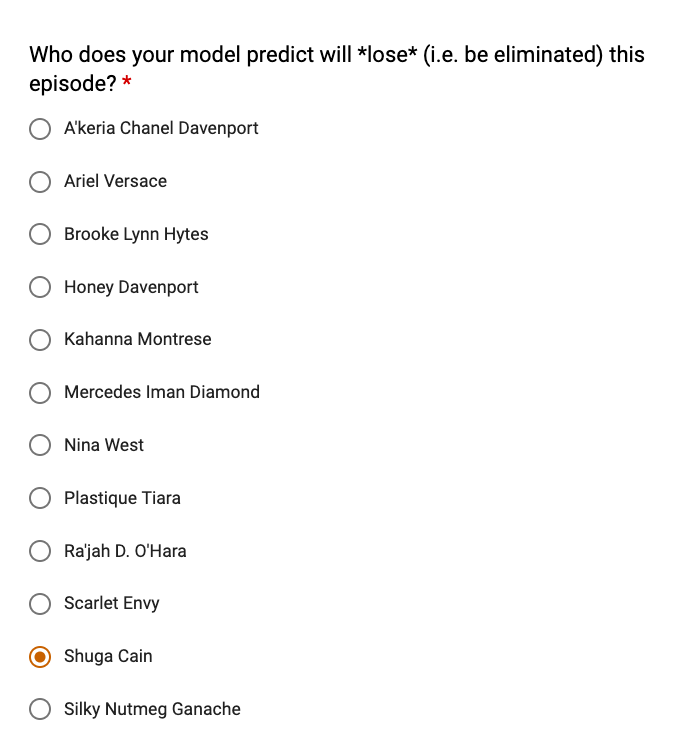 Who does your model predict will *lose* (i.e. be eliminated) this
episode? *
A'keria Chanel Davenport
Ariel Versace
Brooke Lynn Hytes
Honey Davenport
Kahanna Montrese
Mercedes Iman Diamond
Nina West
Plastique Tiara
Ra'jah D. O'Hara
Scarlet Envy
Shuga Cain
Silky Nutmeg Ganache